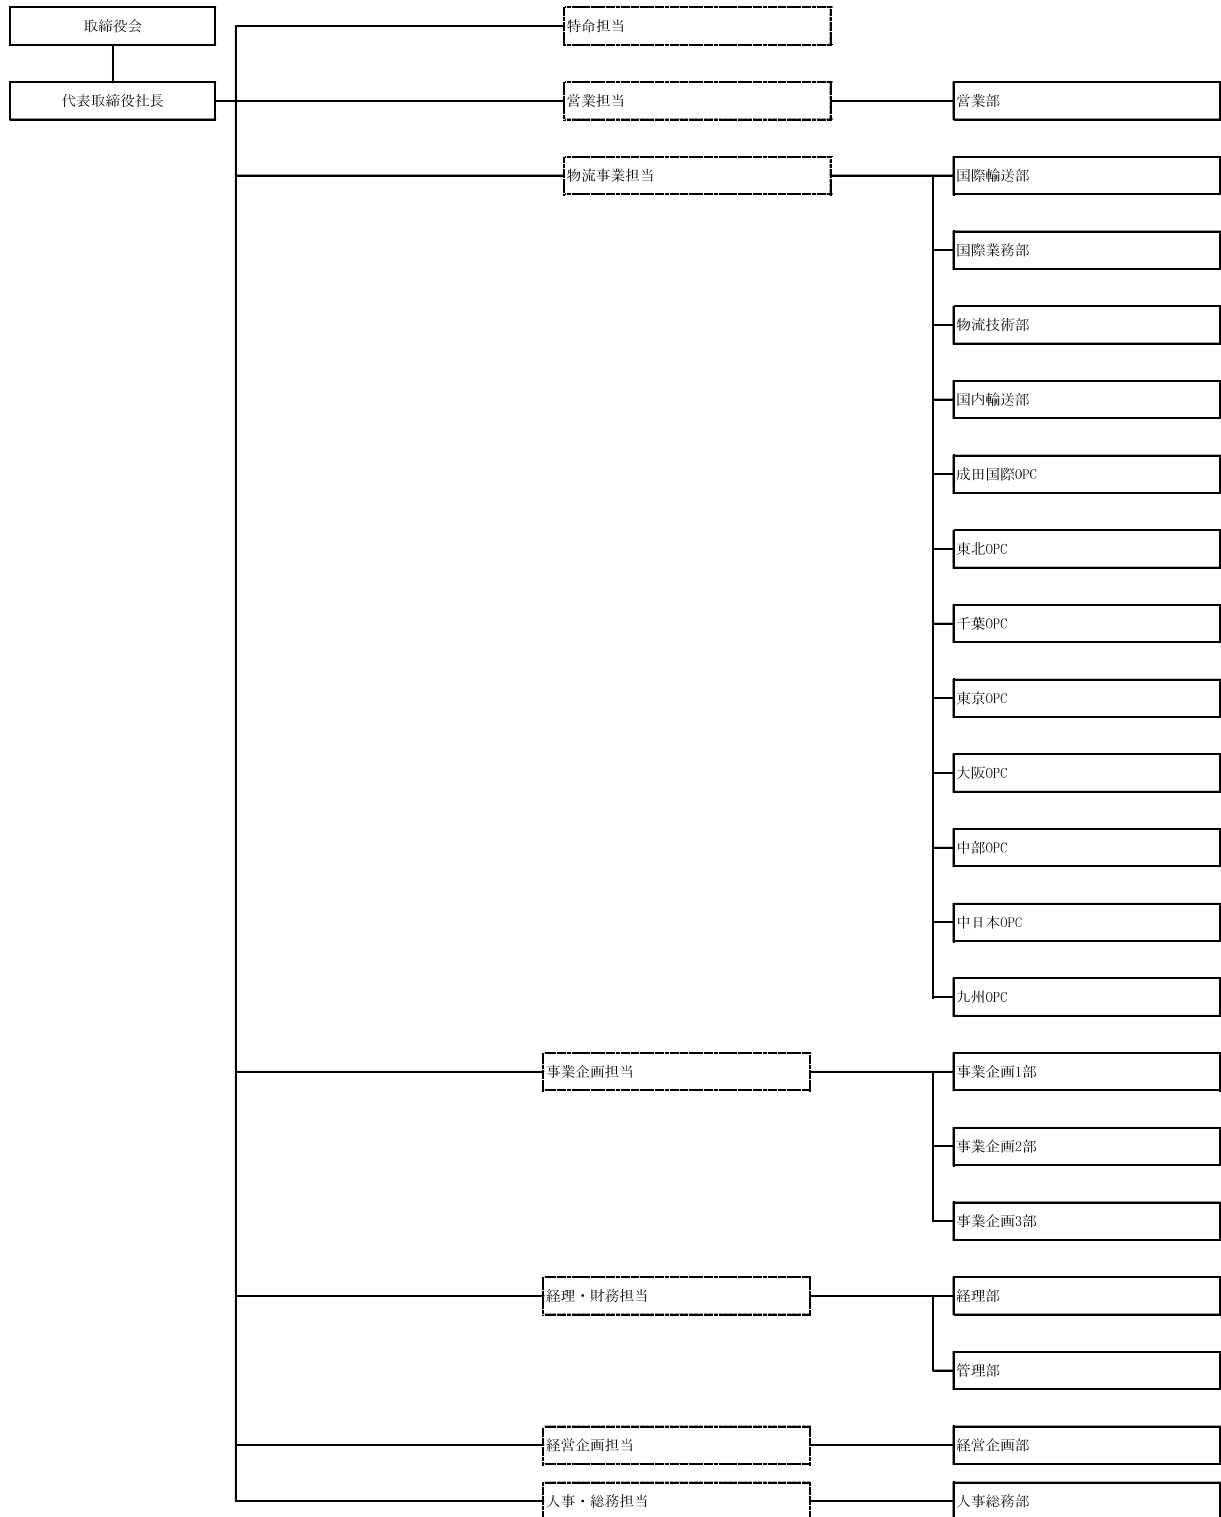 取締役会
特命担当
代表取締役社長
営業担当
営業部
物流事業担当
国際輸送部
国際業務部
物流技術部
国内輸送部
成田国際OPC
東北OPC
千葉OPC
東京OPC
大阪OPC
中部OPC
中日本OPC
九州OPC
事業企画担当
事業企画1部
事業企画2部
事業企画3部
経理・財務担当
経理部
管理部
経営企画担当
経営企画部
人事・総務担当
人事総務部